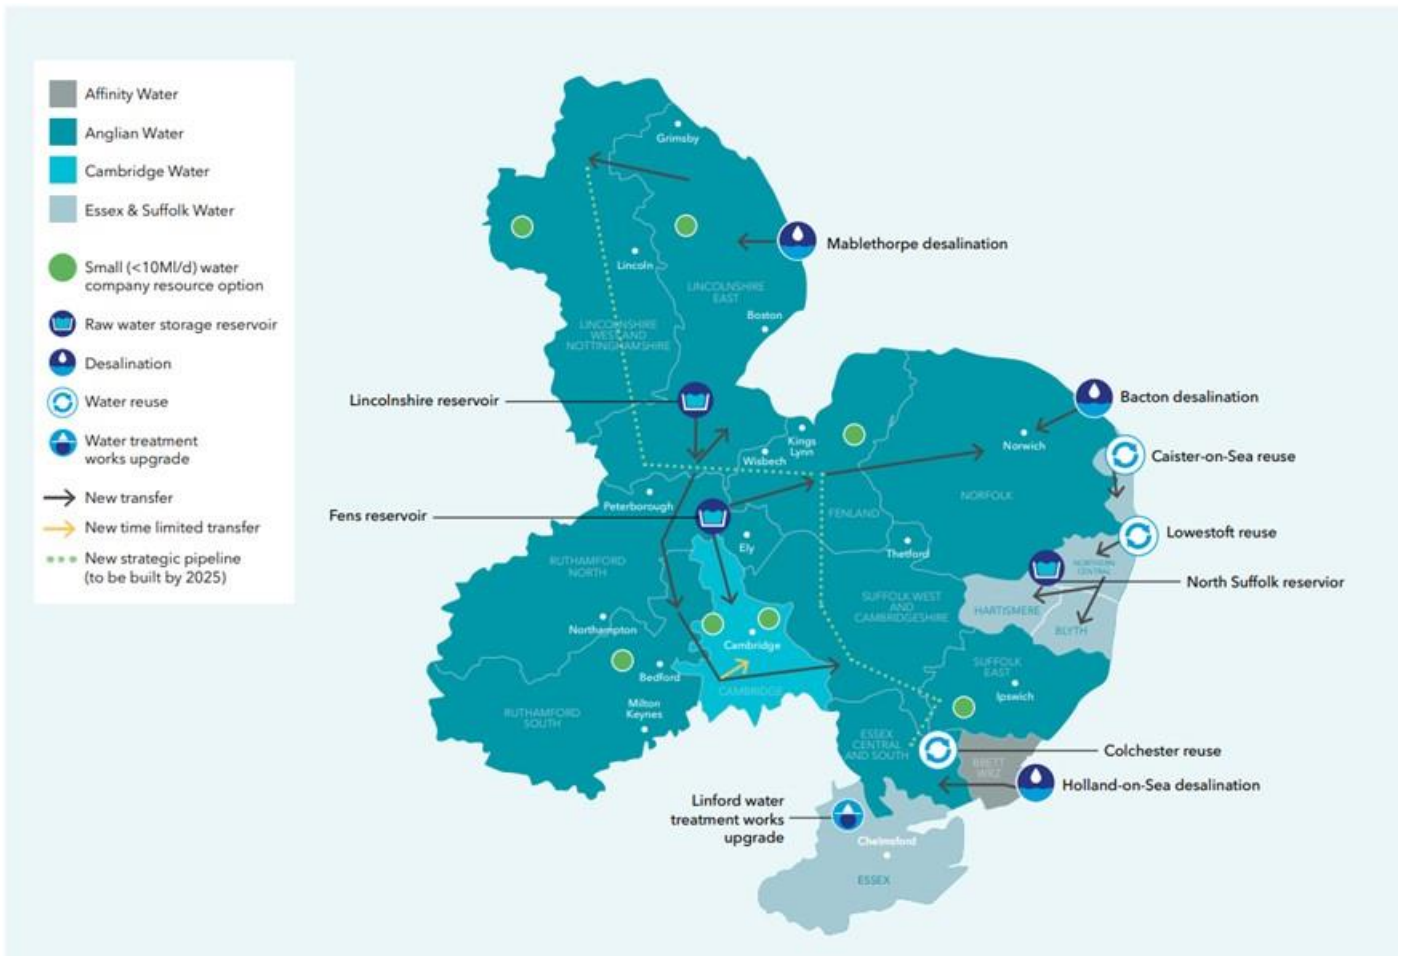 Affinity Water
Anglian Water
Cambridge Water
Essex & Suffolk Water
Small (<10Ml/d) water
company resource option
Raw water storage reservoir
Desalination
Water reuse
Water treatment
works upgrade
New transfer
New time limited transfer
New strategic pipeline
(to be built by 2025)
Grimsby
Mablethorpe desalination
Lincoln
LINCOLNSHIRE
EAST
Boston
LINCOLNSHIRE
WEST AND
NOTTINGHAMSHIRE
Lincolnshire reservoir
Bacton desalination
Kings
Lynn
Wisbech
Norwich
Caister-on-Sea reuse
Peterborough
NORFOLK
Fens reservoir
FENLAND
Lowestoft reuse
Ely
Thetford
RUTHAMFORD
NORTH
NORTHERN
CENTRAL
North Suffolk reservior
SUFFOLK WEST
AND
CAMBRIDGESHIRE
HARTISMERE
BLYTH
Northampton
Cambridge
Bedford
CAMBRIDGE
SUFFOLK
EAST
Ipswich
Milton
Keynes
RUTHAMFORD
SOUTH
ESSEX
CENTRAL
AND SOUTH
Colchester reuse
BRETT
WRZ
Holland-on-Sea desalination
Linford water
treatment works
upgrade
Chelmsford
ESSEX